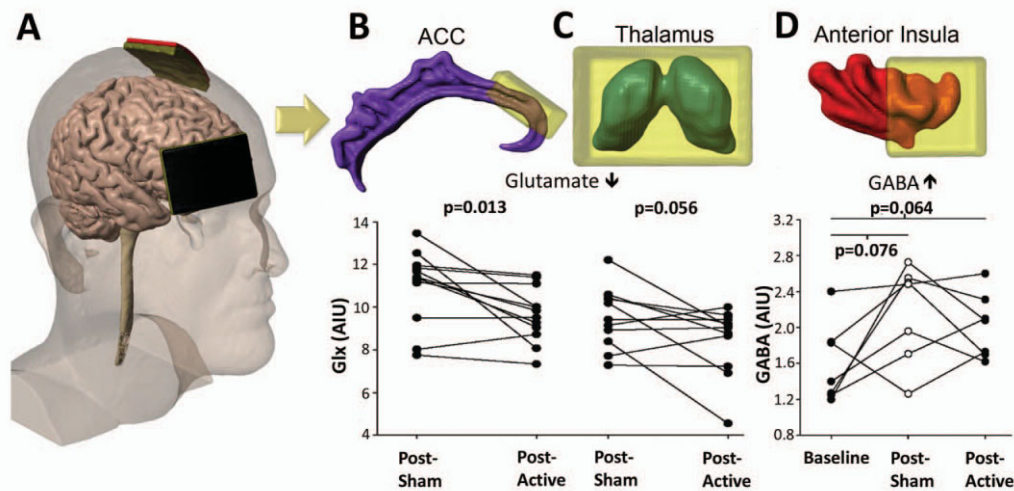 A
B
ACC
C
Thalamus
D
Anterior Insula
Glutamate ↓
GABA ↑
p=0.013
p=0.056
p=0.064
p=0.076
Glx (AIU)
14
12
10
8
6
4
Post-
Sham
Post-
Active
Post-
Sham
Post-
Active
GABA (AIU)
3.2
2.8
2.4
2.0
1.6
1.2
0.8
Baseline
Post-
Sham
Post-
Active